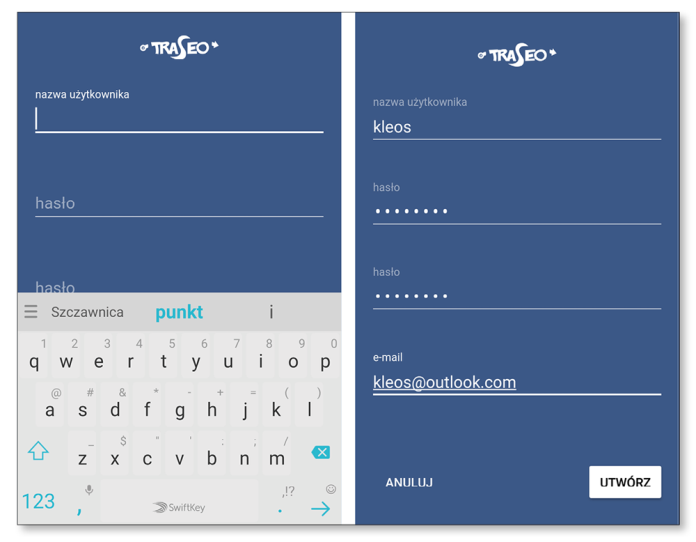 TRASEO
nazwa użytkownika
hasło
hasło
Szczawnica punkt i
1 2 3 4 5 6 7 8 9 0
q w e r t y u i o p
@ # & * - + = ( )
a s d f g h j k l
_ $ " ' : ; /
z x c v b n m
,!?
123 , SwiftKey .
TRASEO
nazwa użytkownika
kleos
hasło
••••••••
hasło
••••••••
e-mail
kleos@outlook.com
ANULUJ UTWÓRZ